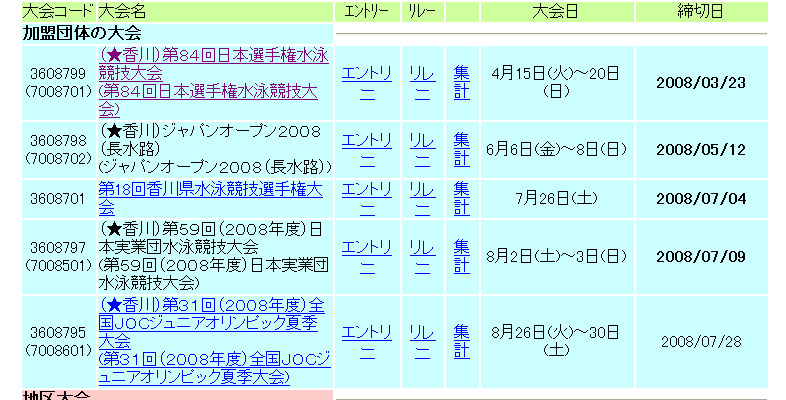 大会コード 大会名 エントリー リレー 大会日 締切日
加盟団体の大会
3608799
(7008701)
(★香川)第84回日本選手権水泳
競技大会
(第84回日本選手権水泳競技大
会)
エントリ
ー
リレ
ー
集
計
4月15日(火)～20日
(日)
2008/03/23
3608798
(7008702)
(★香川)ジャパンオープン2008
(長水路)
(ジャパンオープン2008(長水路))
エントリ
ー
リレ
ー
集
計
6月6日(金)～8日(日)
2008/05/12
3608701
第18回香川県水泳競技選手権大
会
エントリ
ー
リレ
ー
集
計
7月26日(土)
2008/07/04
3608797
(7008501)
(★香川)第59回(2008年度)日
本実業団水泳競技大会
(第59回(2008年度)日本実業団
水泳競技大会)
エントリ
ー
リレ
ー
集
計
8月2日(土)～3日(日)
2008/07/09
3608795
(7008601)
(★香川)第31回(2008年度)全
国JOCジュニアオリンピック夏季
大会
(第31回(2008年度)全国JOCジ
ュニアオリンピック夏季大会)
エントリ
ー
リレ
ー
集
計
8月26日(火)～30日
(土)
2008/07/28
地区大会